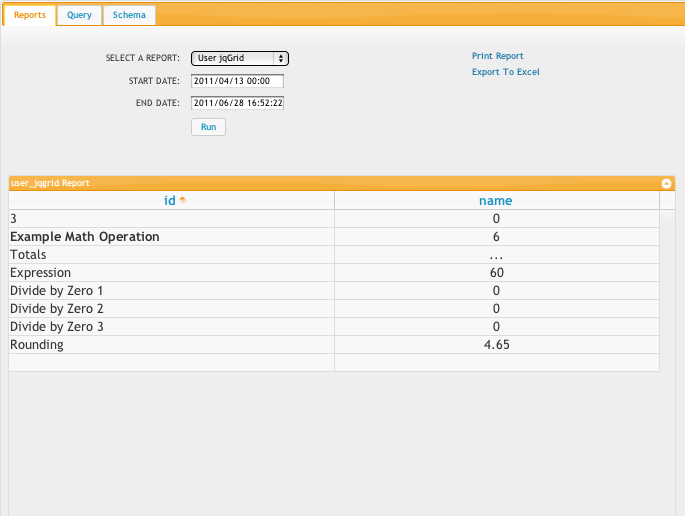 Reports Query Schema
SELECT A REPORT: User jqGrid Print Report
Export To Excel
START DATE: 2011/04/13 00:00
END DATE: 2011/06/28 16:52:22
Run
user_jqgrid Report
id name
3 0
Example Math Operation 6
Totals ...
Expression 60
Divide by Zero 1 0
Divide by Zero 2 0
Divide by Zero 3 0
Rounding 4.65